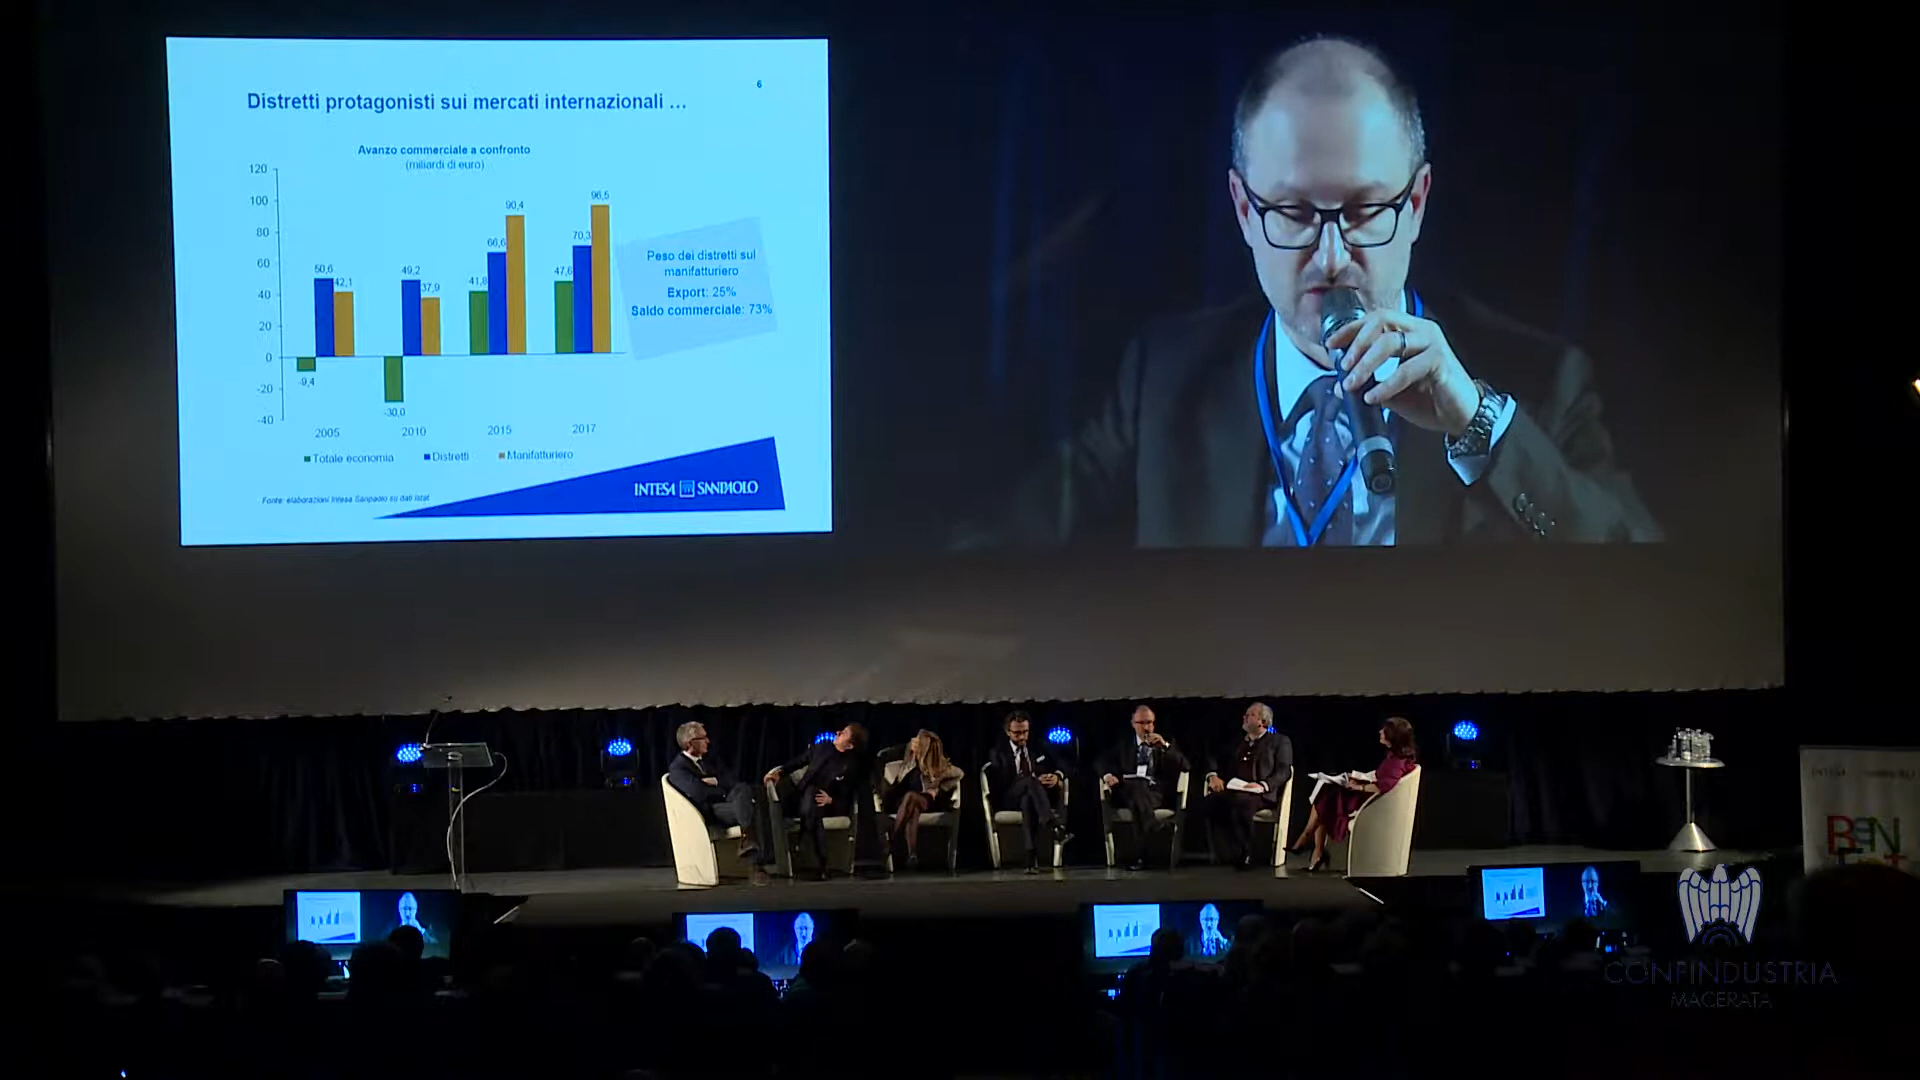 6
Distretti protagonisti sui mercati internazionali ...
Avanzo commerciale a confronto
(miliardi di euro)
120
100
80
60
40
20
0
-20
-40
50,6
42,1
-9,4
49,2
37,9
-30,0
41,8
66,6
90,4
47,6
70,3
96,5
2005 2010 2015 2017
Totale economia Distretti Manifatturiero
Peso dei distretti sul
manifatturiero
Export: 25%
Saldo commerciale: 73%
Fonte: elaborazioni Intesa Sanpaolo su dati Istat
INTESA SANPAOLO
CONFINDUSTRIA
MACERATA